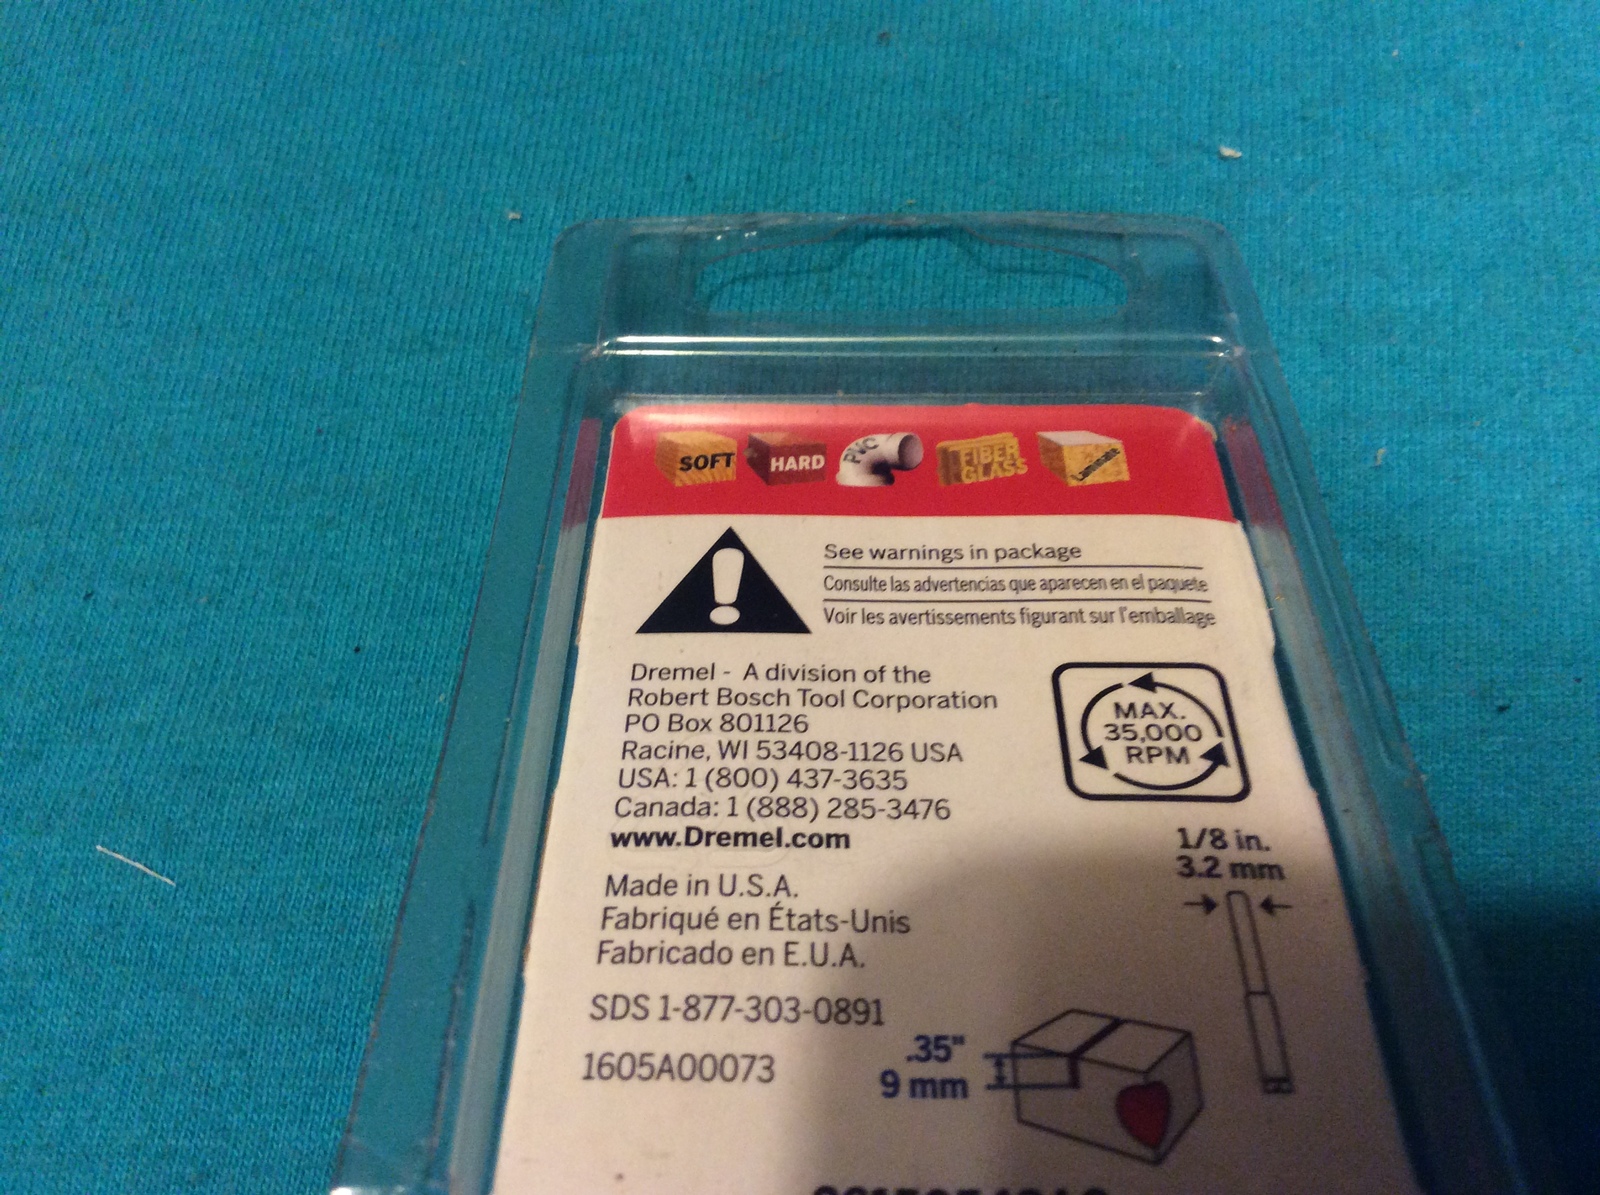 SOFT HARD PVC FIBER GLASS Laminate
See warnings in package
Consulte las advertencias que aparecen en el paquete
Voir les avertissements figurant sur l'emballage
Dremel - A division of the
Robert Bosch Tool Corporation
PO Box 801126
Racine, WI 53408-1126 USA
USA: 1 (800) 437-3635
Canada: 1 (888) 285-3476
www.Dremel.com
MAX.
35,000
RPM
1/8 in.
3.2 mm
Made in U.S.A.
Fabriqué en États-Unis
Fabricado en E.U.A.
SDS 1-877-303-0891
1605A00073
.35"
9 mm